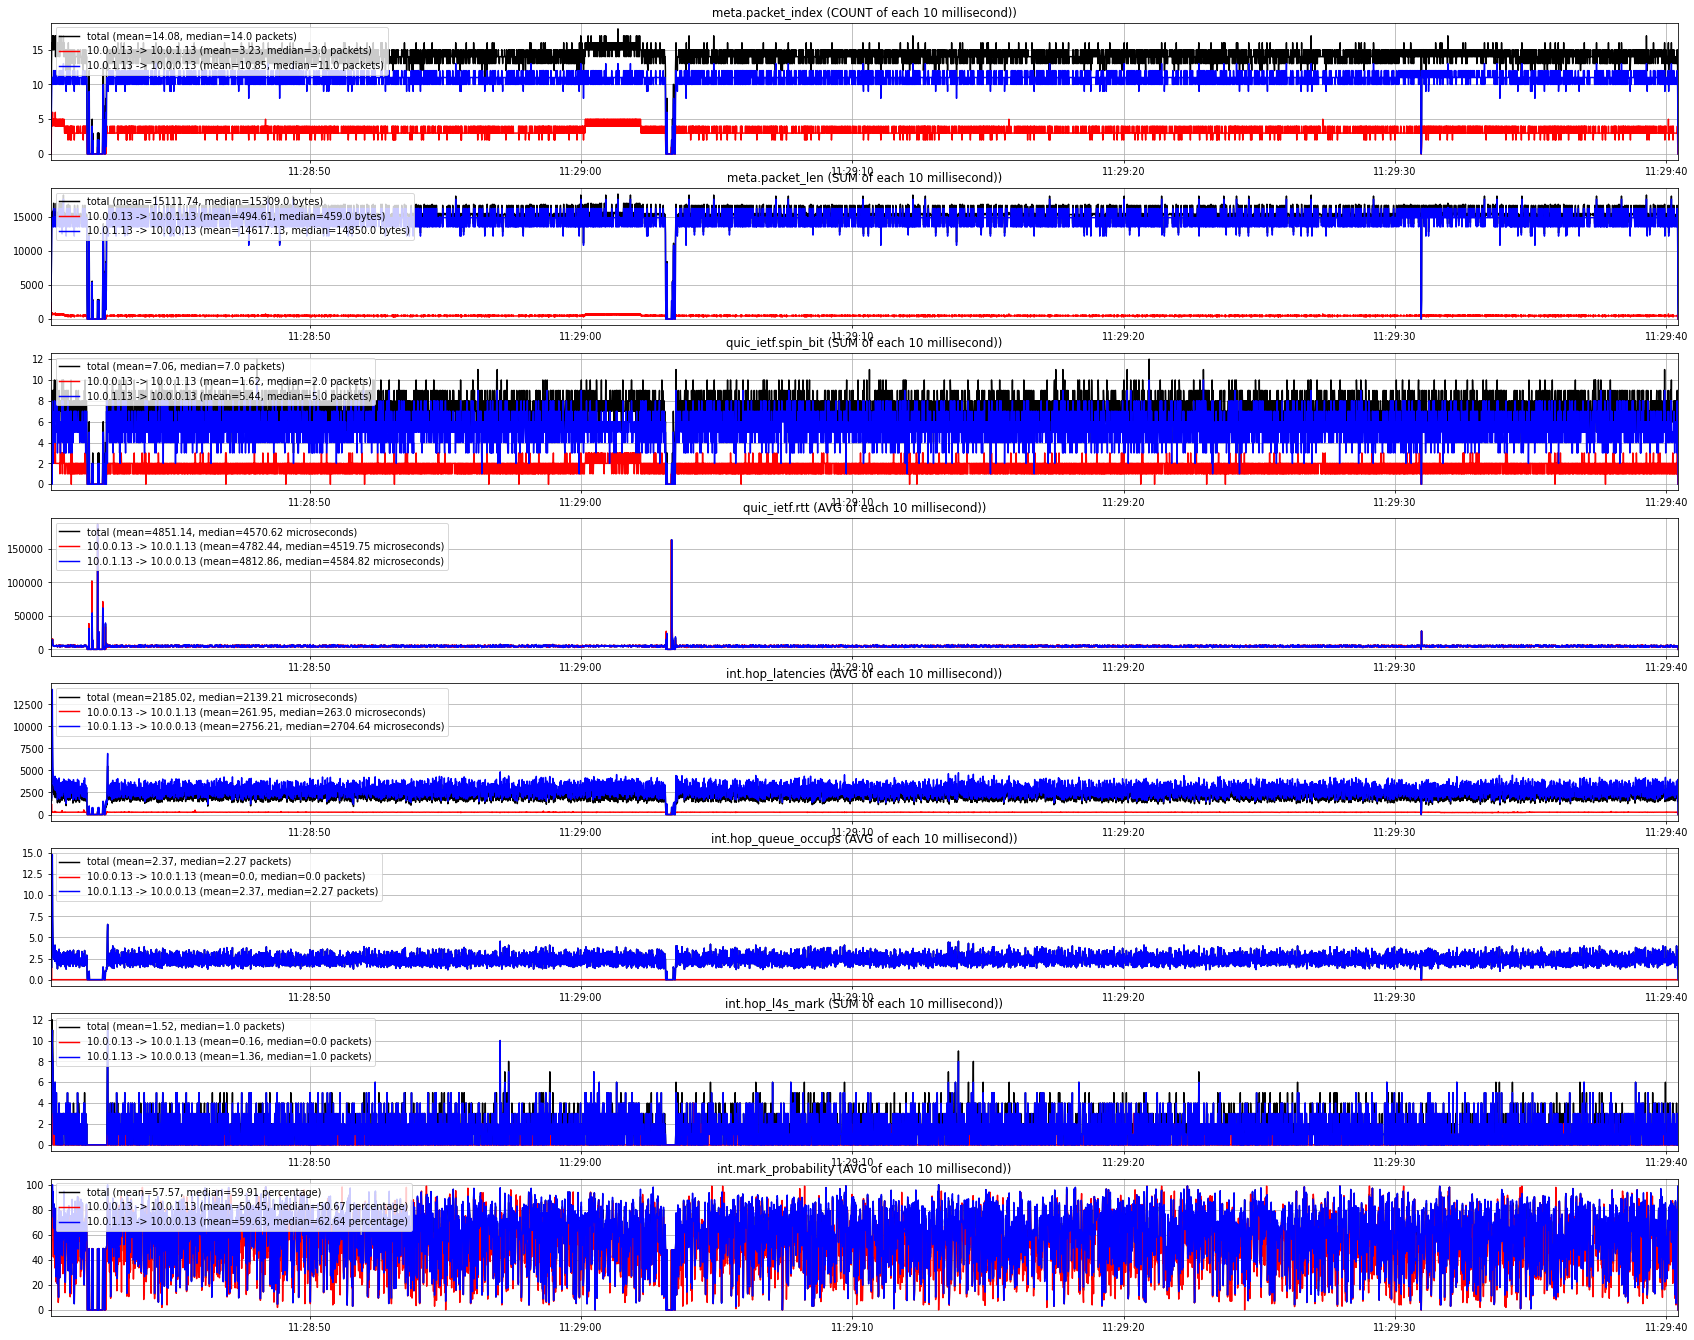 meta.packet_index (COUNT of each 10 millisecond))
total (mean=14.08, median=14.0 packets)
10.0.0.13 -> 10.0.1.13 (mean=3.23, median=3.0 packets)
10.0.1.13 -> 10.0.0.13 (mean=10.85, median=11.0 packets)
15
10
5
0
11:28:50 11:29:00 11:29:10 11:29:20 11:29:30 11:29:40
meta.packet_len (SUM of each 10 millisecond))
total (mean=15111.74, median=15309.0 bytes)
10.0.0.13 -> 10.0.1.13 (mean=494.61, median=459.0 bytes)
10.0.1.13 -> 10.0.0.13 (mean=14617.13, median=14850.0 bytes)
15000
10000
5000
0
11:28:50 11:29:00 11:29:10 11:29:20 11:29:30 11:29:40
quic_ietf.spin_bit (SUM of each 10 millisecond))
total (mean=7.06, median=7.0 packets)
10.0.0.13 -> 10.0.1.13 (mean=1.62, median=2.0 packets)
10.0.1.13 -> 10.0.0.13 (mean=5.44, median=5.0 packets)
12
10
8
6
4
2
0
11:28:50 11:29:00 11:29:10 11:29:20 11:29:30 11:29:40
quic_ietf.rtt (AVG of each 10 millisecond))
total (mean=4851.14, median=4570.62 microseconds)
10.0.0.13 -> 10.0.1.13 (mean=4782.44, median=4519.75 microseconds)
10.0.1.13 -> 10.0.0.13 (mean=4812.86, median=4584.82 microseconds)
150000
100000
50000
0
11:28:50 11:29:00 11:29:10 11:29:20 11:29:30 11:29:40
int.hop_latencies (AVG of each 10 millisecond))
total (mean=2185.02, median=2139.21 microseconds)
10.0.0.13 -> 10.0.1.13 (mean=261.95, median=263.0 microseconds)
10.0.1.13 -> 10.0.0.13 (mean=2756.21, median=2704.64 microseconds)
12500
10000
7500
5000
2500
0
11:28:50 11:29:00 11:29:10 11:29:20 11:29:30 11:29:40
int.hop_queue_occups (AVG of each 10 millisecond))
total (mean=2.37, median=2.27 packets)
10.0.0.13 -> 10.0.1.13 (mean=0.0, median=0.0 packets)
10.0.1.13 -> 10.0.0.13 (mean=2.37, median=2.27 packets)
15.0
12.5
10.0
7.5
5.0
2.5
0.0
11:28:50 11:29:00 11:29:10 11:29:20 11:29:30 11:29:40
int.hop_l4s_mark (SUM of each 10 millisecond))
total (mean=1.52, median=1.0 packets)
10.0.0.13 -> 10.0.1.13 (mean=0.16, median=0.0 packets)
10.0.1.13 -> 10.0.0.13 (mean=1.36, median=1.0 packets)
12
10
8
6
4
2
0
11:28:50 11:29:00 11:29:10 11:29:20 11:29:30 11:29:40
int.mark_probability (AVG of each 10 millisecond))
total (mean=57.57, median=59.91 percentage)
10.0.0.13 -> 10.0.1.13 (mean=50.45, median=50.67 percentage)
10.0.1.13 -> 10.0.0.13 (mean=59.63, median=62.64 percentage)
100
80
60
40
20
0
11:28:50 11:29:00 11:29:10 11:29:20 11:29:30 11:29:40